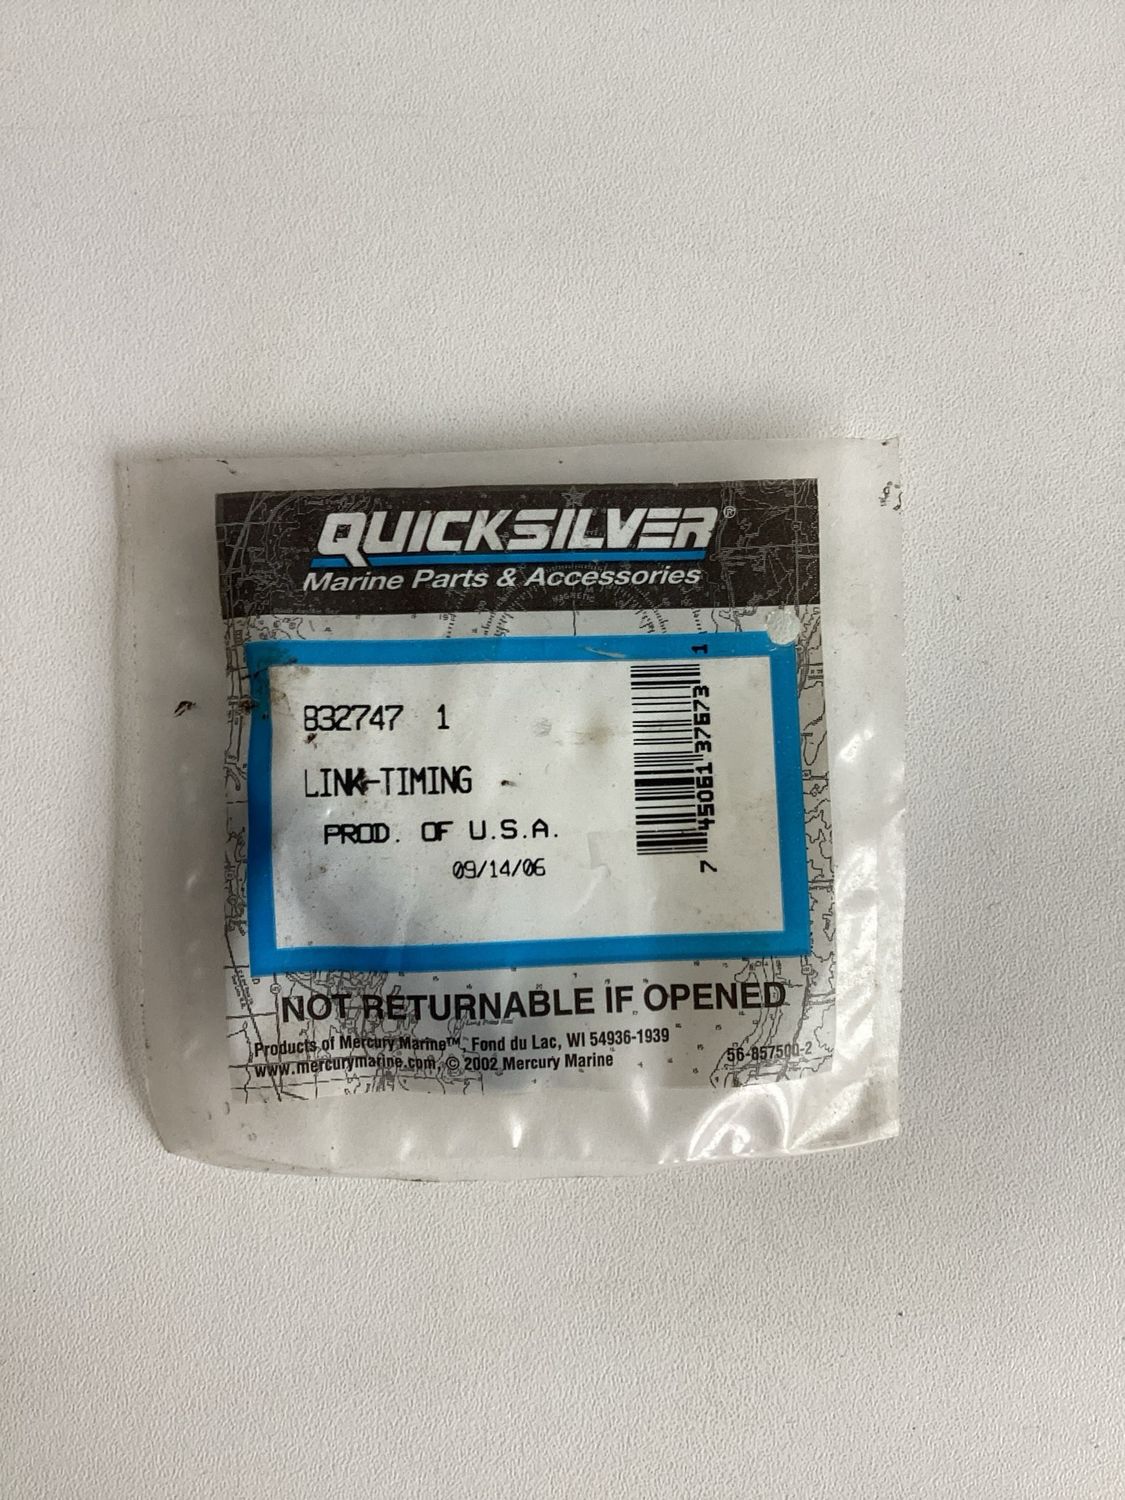 QUICKSILVER®
Marine Parts & Accessories
MAGNETIC
832747 1
LINK-TIMING
PROD. OF U.S.A.
09/14/06
7 45061 37673 1
NOT RETURNABLE IF OPENED
Products of Mercury Marine™, Fond du Lac, WI 54936-1939
www.mercurymarine.com, © 2002 Mercury Marine
56-857500-2